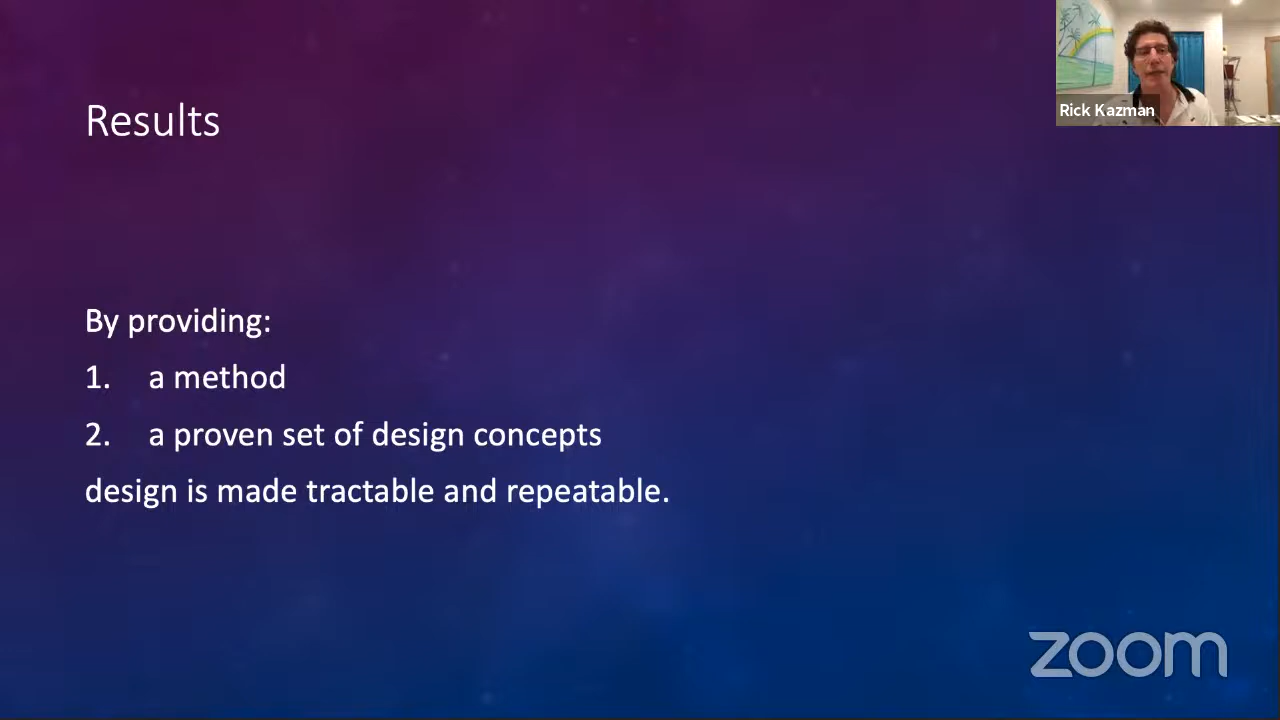 Rick Kazman
Results
By providing:
1. a method
2. a proven set of design concepts
design is made tractable and repeatable.
zoom